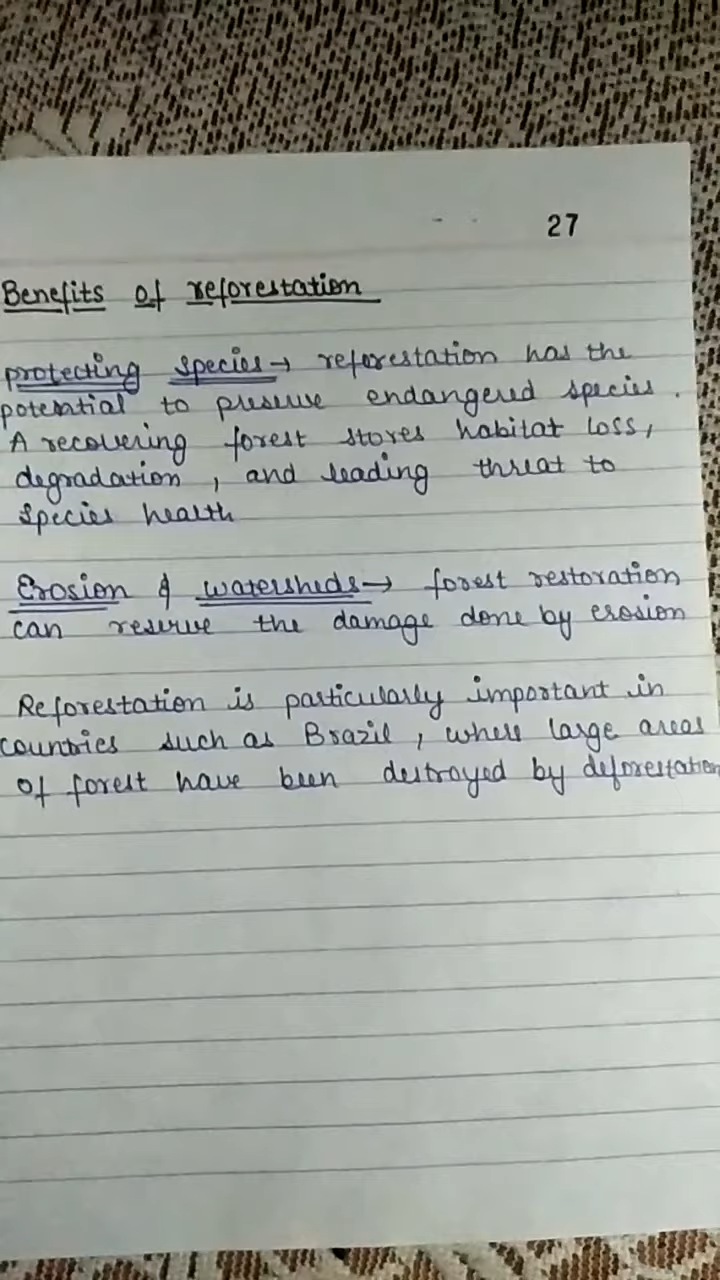 27
Benefits of reforestation
protecting species → reforestation has the
potential to preserve endangered species.
A recovering forest stores habitat loss,
degradation, and leading threat to
species health
Erosion & watersheds → forest restoration
can reserve the damage done by erosion
Reforestation is particularly important in
countries such as Brazil, where large areas
of forest have been destroyed by deforestation